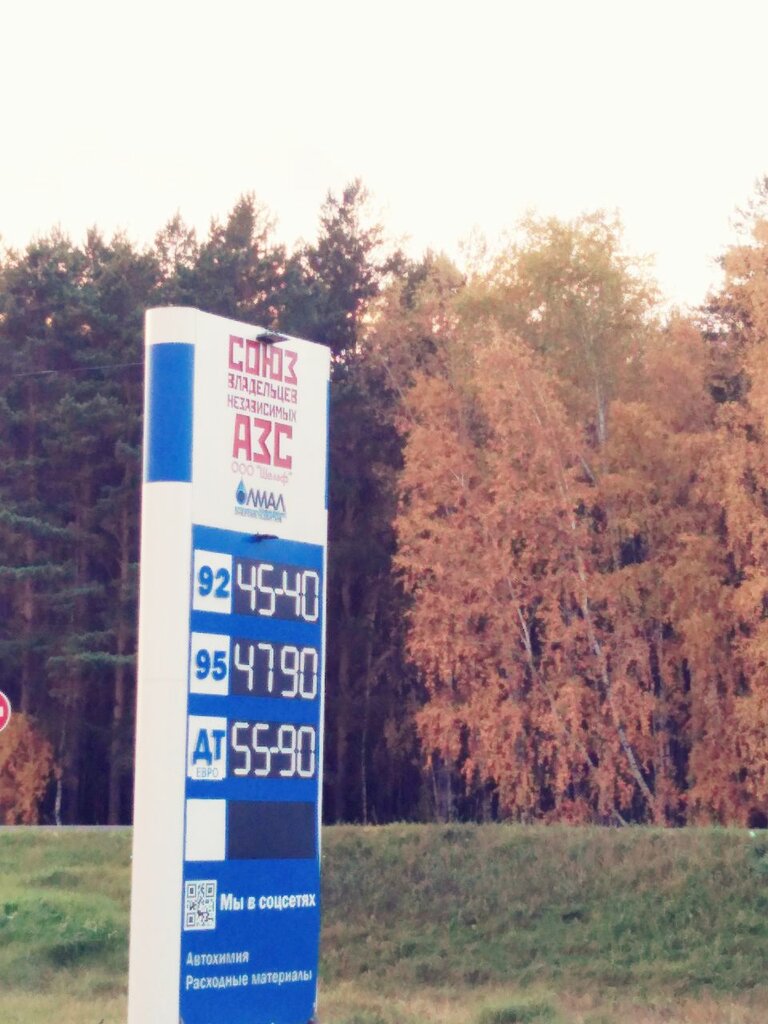 СОЮЗ
ВЛАДЕЛЬЦЕВ
НЕЗАВИСИМЫХ
АЗС
ООО "Шельф"
ОЛМАЛ
92 45-40
95 47 90
ДТ 55-90
ЕВРО
Мы в соцсетях
Автохимия
Расходные материалы